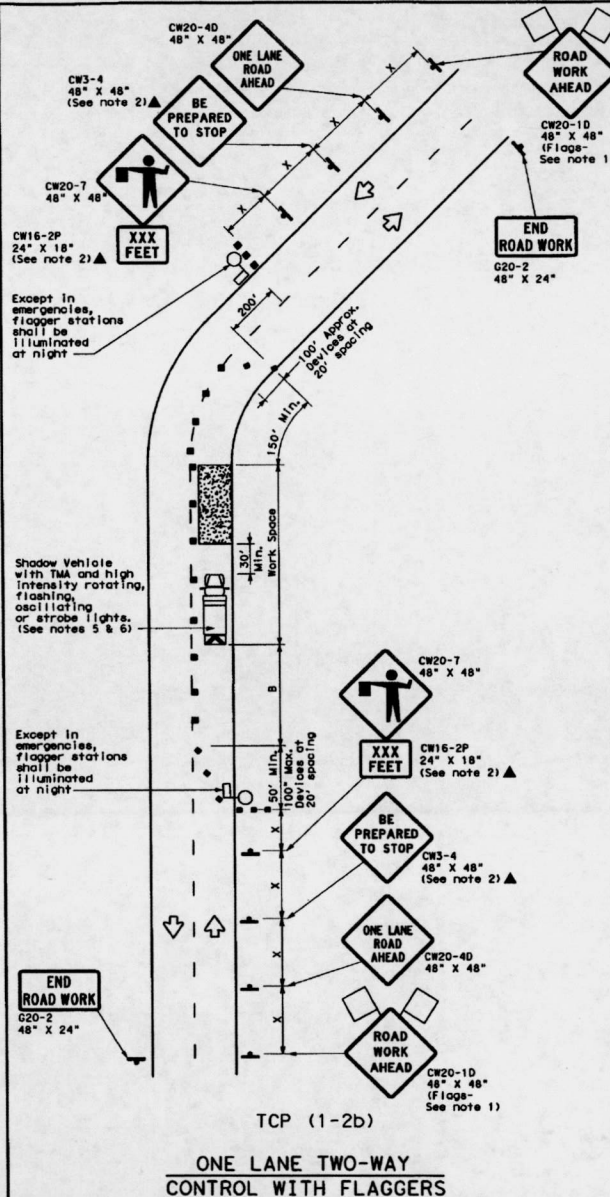 CW20-4D
48" X 48"
ONE LANE
ROAD
AHEAD
CW3-4
48" X 48"
(See note 2) ▲
BE
PREPARED
TO STOP
CW20-7
48" X 48"
CW16-2P
24" X 18"
(See note 2) ▲
XXX
FEET
X
X
X
ROAD
WORK
AHEAD
CW20-1D
48" X 48"
(Flags-
See note 1
END
ROAD WORK
G20-2
48" X 24"
Except in
emergencies,
flagger stations
shall be
illuminated
at night
200'
100' Approx.
Devices at
20' spacing
150' Min.
Work Space
30'
Min.
Shadow Vehicle
with TMA and high
intensity rotating,
flashing,
oscillating
or strobe lights.
(See notes 5 & 6)
B
CW20-7
48" X 48"
XXX
FEET
CW16-2P
24" X 18"
(See note 2) ▲
Except in
emergencies,
flagger stations
shall be
illuminated
at night
50' Min.
100" Max.
Devices at
20' spacing
X
BE
PREPARED
TO STOP
CW3-4
48" X 48"
(See note 2) ▲
X
ONE LANE
ROAD
AHEAD
CW20-4D
48" X 48"
X
X
END
ROAD WORK
G20-2
48" X 24"
ROAD
WORK
AHEAD
CW20-1D
48" X 48"
(Flags-
See note 1)
TCP (1-2b)
ONE LANE TWO-WAY
CONTROL WITH FLAGGERS